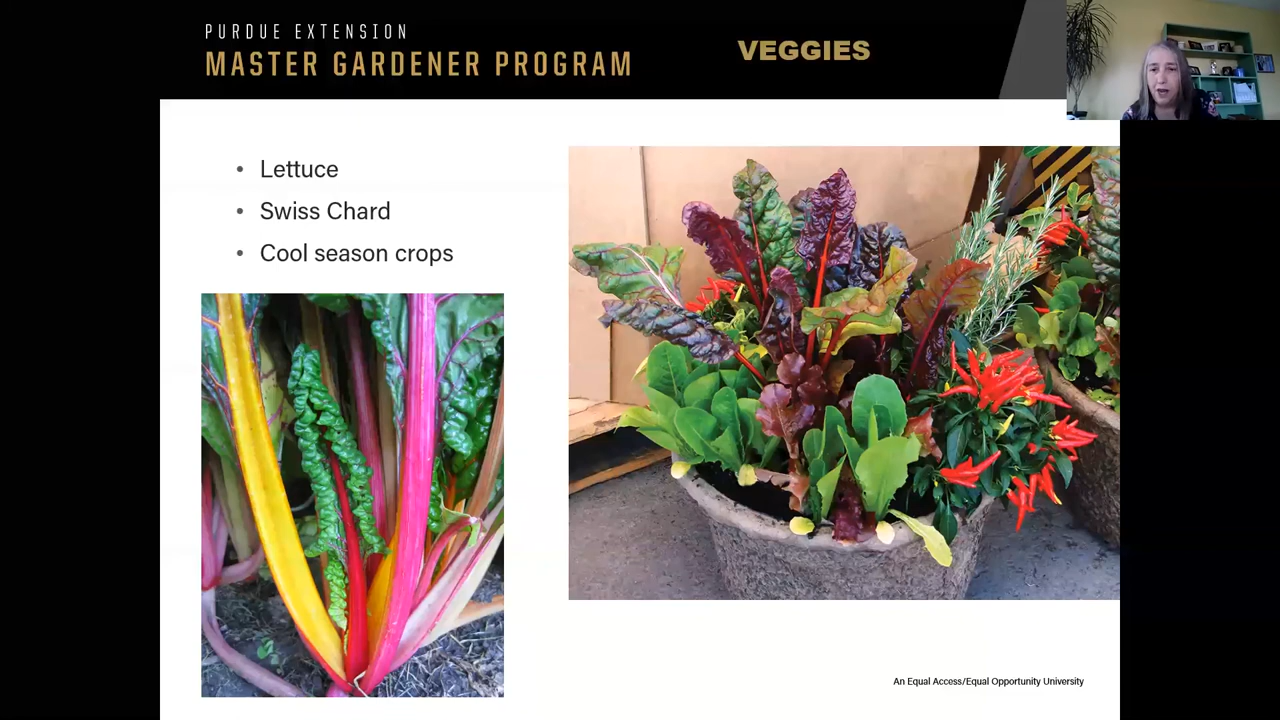 PURDUE EXTENSION
MASTER GARDENER PROGRAM
VEGGIES
• Lettuce
• Swiss Chard
• Cool season crops
An Equal Access/Equal Opportunity University